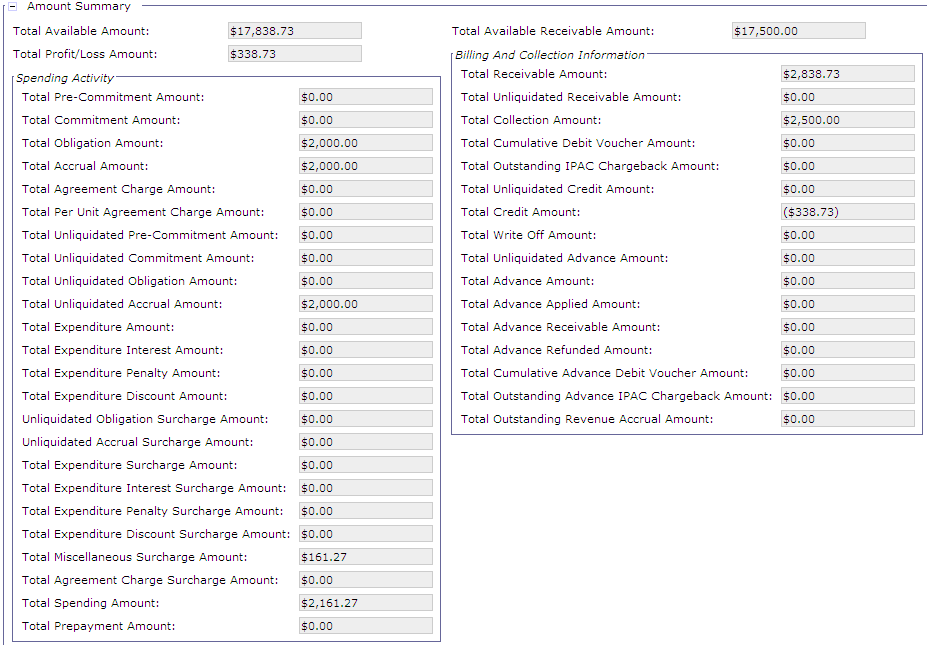 Amount Summary
Total Available Amount: $17,838.73
Total Profit/Loss Amount: $338.73
Spending Activity
Total Pre-Commitment Amount: $0.00
Total Commitment Amount: $0.00
Total Obligation Amount: $2,000.00
Total Accrual Amount: $2,000.00
Total Agreement Charge Amount: $0.00
Total Per Unit Agreement Charge Amount: $0.00
Total Unliquidated Pre-Commitment Amount: $0.00
Total Unliquidated Commitment Amount: $0.00
Total Unliquidated Obligation Amount: $0.00
Total Unliquidated Accrual Amount: $2,000.00
Total Expenditure Amount: $0.00
Total Expenditure Interest Amount: $0.00
Total Expenditure Penalty Amount: $0.00
Total Expenditure Discount Amount: $0.00
Unliquidated Obligation Surcharge Amount: $0.00
Unliquidated Accrual Surcharge Amount: $0.00
Total Expenditure Surcharge Amount: $0.00
Total Expenditure Interest Surcharge Amount: $0.00
Total Expenditure Penalty Surcharge Amount: $0.00
Total Expenditure Discount Surcharge Amount: $0.00
Total Miscellaneous Surcharge Amount: $161.27
Total Agreement Charge Surcharge Amount: $0.00
Total Spending Amount: $2,161.27
Total Prepayment Amount: $0.00
Total Available Receivable Amount: $17,500.00
Billing And Collection Information
Total Receivable Amount: $2,838.73
Total Unliquidated Receivable Amount: $0.00
Total Collection Amount: $2,500.00
Total Cumulative Debit Voucher Amount: $0.00
Total Outstanding IPAC Chargeback Amount: $0.00
Total Unliquidated Credit Amount: $0.00
Total Credit Amount: ($338.73)
Total Write Off Amount: $0.00
Total Unliquidated Advance Amount: $0.00
Total Advance Amount: $0.00
Total Advance Applied Amount: $0.00
Total Advance Receivable Amount: $0.00
Total Advance Refunded Amount: $0.00
Total Cumulative Advance Debit Voucher Amount: $0.00
Total Outstanding Advance IPAC Chargeback Amount: $0.00
Total Outstanding Revenue Accrual Amount: $0.00